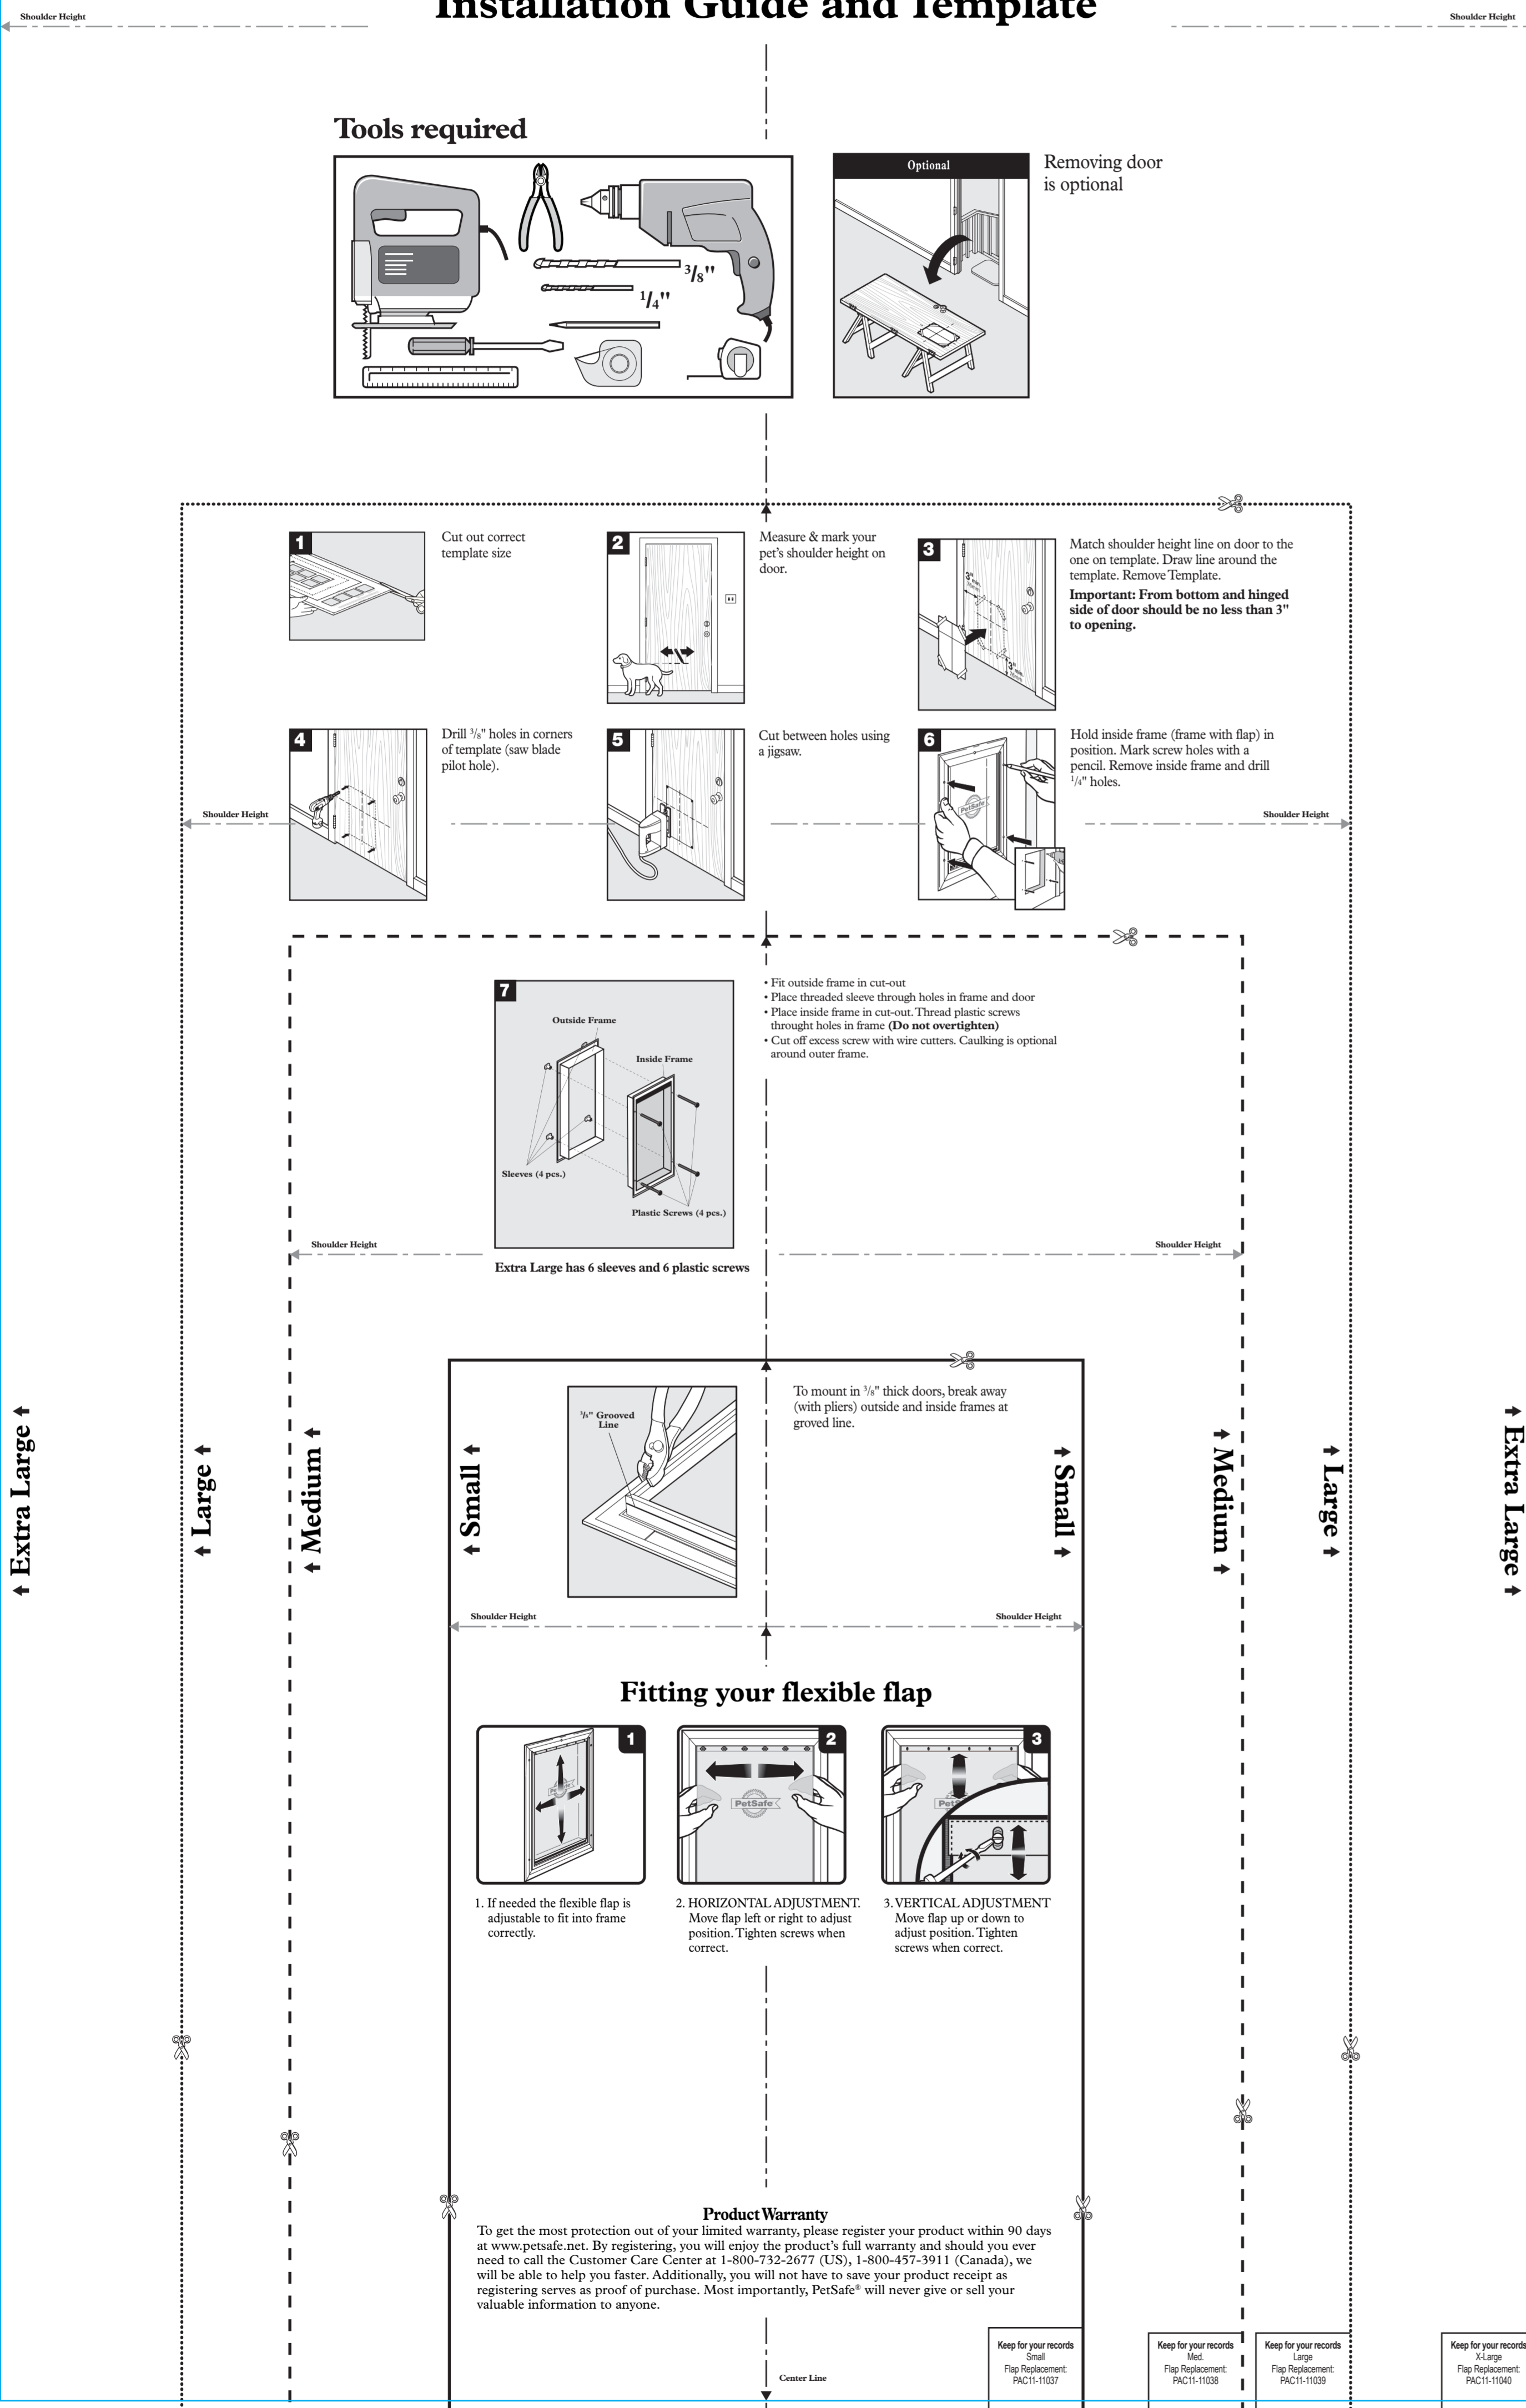 Installation Guide and Template
Shoulder Height
Shoulder Height
Tools required
3/8"
1/4"
Optional
Removing door
is optional
1
Cut out correct
template size
2
Measure & mark your
pet's shoulder height on
door.
3
3"
3"
Match shoulder height line on door to the
one on template. Draw line around the
template. Remove Template.
Important: From bottom and hinged
side of door should be no less than 3"
to opening.
4
Drill 3/8" holes in corners
of template (saw blade
pilot hole).
5
Cut between holes using
a jigsaw.
6
PetSafe
Hold inside frame (frame with flap) in
position. Mark screw holes with a
pencil. Remove inside frame and drill
1/4" holes.
Shoulder Height
Shoulder Height
7
Outside Frame
Inside Frame
Sleeves (4 pcs.)
Plastic Screws (4 pcs.)
• Fit outside frame in cut-out
• Place threaded sleeve through holes in frame and door
• Place inside frame in cut-out. Thread plastic screws
throught holes in frame (Do not overtighten)
• Cut off excess screw with wire cutters. Caulking is optional
around outer frame.
Shoulder Height
Shoulder Height
Extra Large has 6 sleeves and 6 plastic screws
3/8" Grooved
Line
To mount in 3/8" thick doors, break away
(with pliers) outside and inside frames at
groved line.
Extra Large
Large
Medium
Small
Small
Medium
Large
Extra Large
Shoulder Height
Shoulder Height
Fitting your flexible flap
1
2
PetSafe
3
1. If needed the flexible flap is
adjustable to fit into frame
correctly.
2. HORIZONTAL ADJUSTMENT.
Move flap left or right to adjust
position. Tighten screws when
correct.
3. VERTICAL ADJUSTMENT
Move flap up or down to
adjust position. Tighten
screws when correct.
Product Warranty
To get the most protection out of your limited warranty, please register your product within 90 days
at www.petsafe.net. By registering, you will enjoy the product's full warranty and should you ever
need to call the Customer Care Center at 1-800-732-2677 (US), 1-800-457-3911 (Canada), we
will be able to help you faster. Additionally, you will not have to save your product receipt as
registering serves as proof of purchase. Most importantly, PetSafe® will never give or sell your
valuable information to anyone.
Center Line
Keep for your records
Small
Flap Replacement:
PAC11-11037
Keep for your records
Med.
Flap Replacement:
PAC11-11038
Keep for your records
Large
Flap Replacement:
PAC11-11039
Keep for your records
X-Large
Flap Replacement:
PAC11-11040